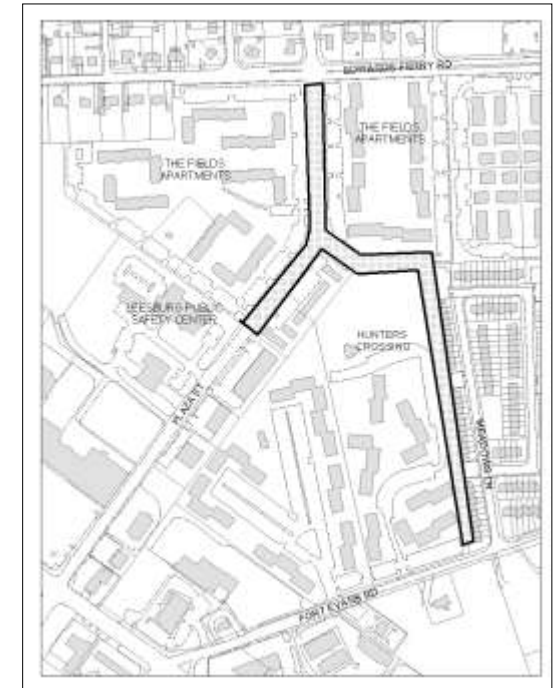 EDWARDS FERRY RD
THE FIELDS
APARTMENTS
THE FIELDS
APARTMENTS
LEESBURG PUBLIC
SAFETY CENTER
HUNTERS
CROSSING
PLAZA ST
FORT EVANS RD